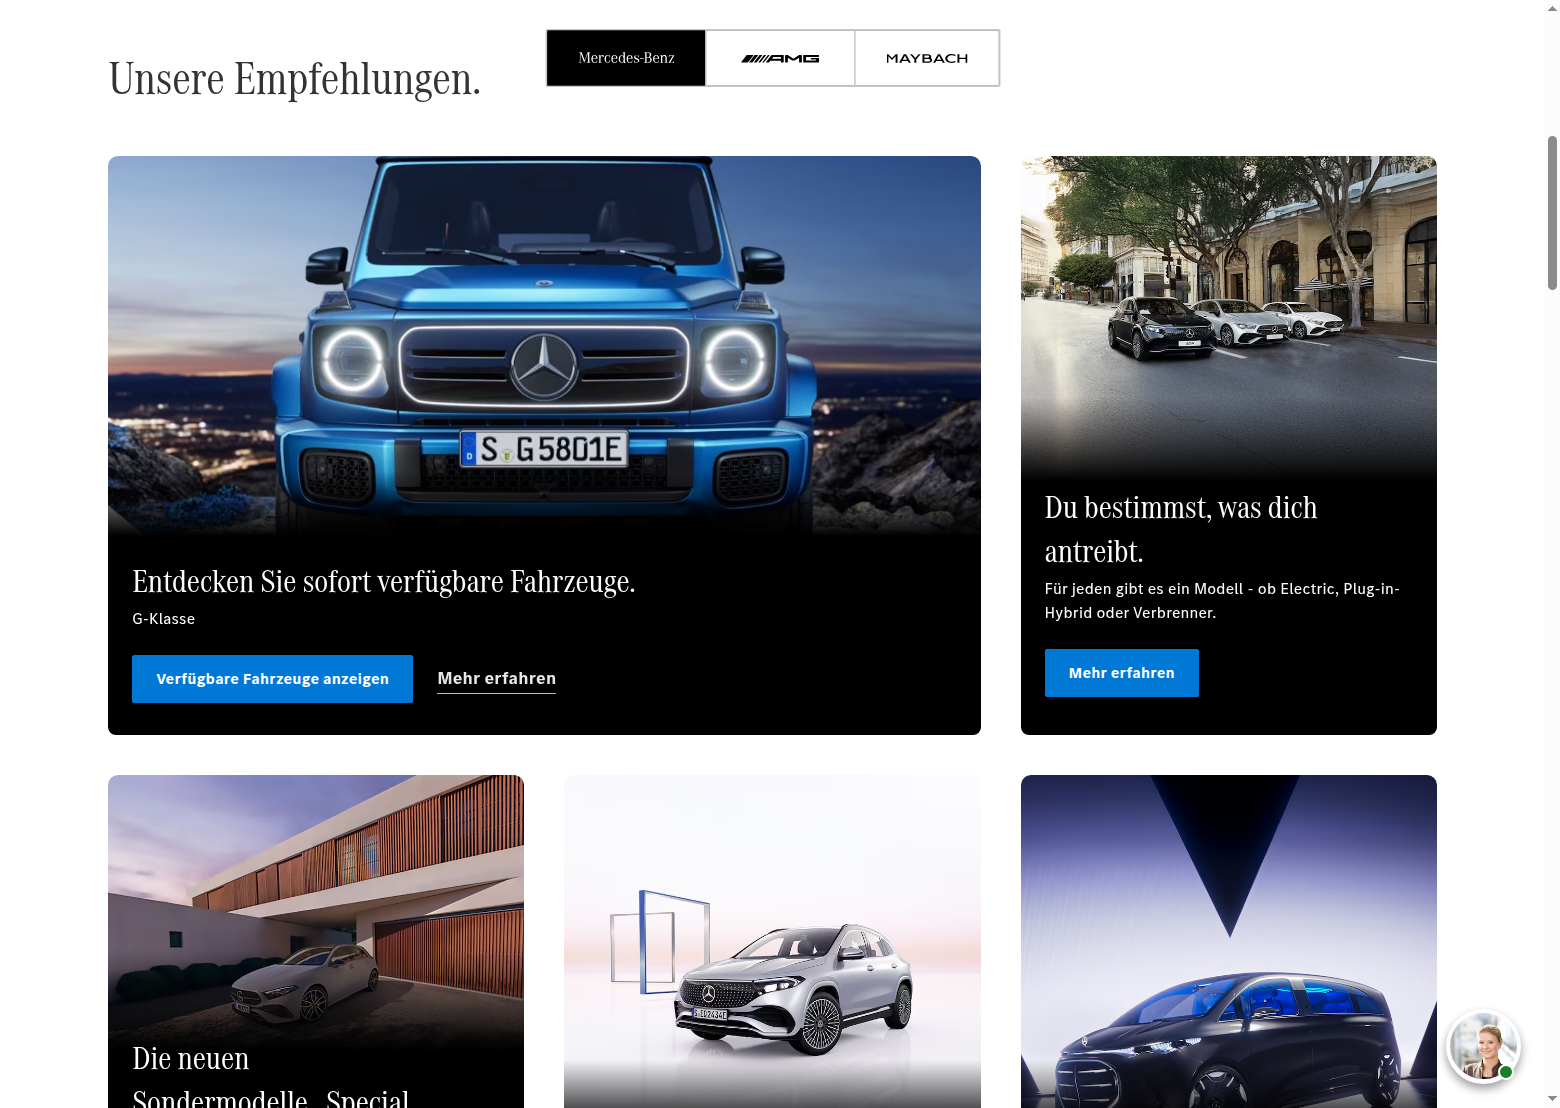 Mercedes-Benz
AMG
MAYBACH
Unsere Empfehlungen.
S G 5801E
D
Entdecken Sie sofort verfügbare Fahrzeuge.
G-Klasse
Verfügbare Fahrzeuge anzeigen
Mehr erfahren
Du bestimmst, was dich
antreibt.
Für jeden gibt es ein Modell - ob Electric, Plug-in-
Hybrid oder Verbrenner.
Mehr erfahren
Die neuen
Sondermodelle. Special